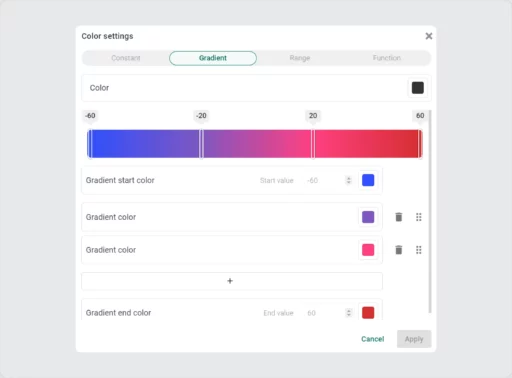 Color settings
Constant Gradient Range Function
Color
-60 -20 20 60
Gradient start color Start value -60
Gradient color
Gradient color
+
Gradient end color End value 60
Cancel Apply